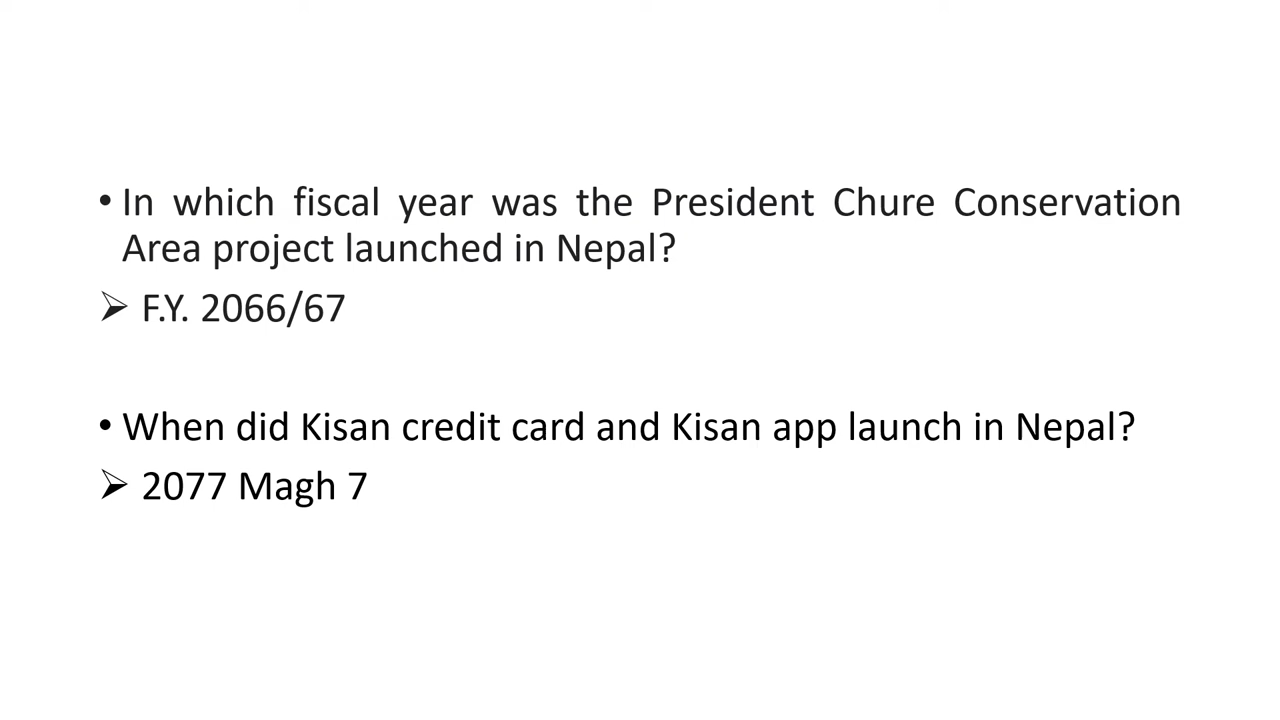 • In which fiscal year was the President Chure Conservation
Area project launched in Nepal?
➢ F.Y. 2066/67
• When did Kisan credit card and Kisan app launch in Nepal?
➢ 2077 Magh 7